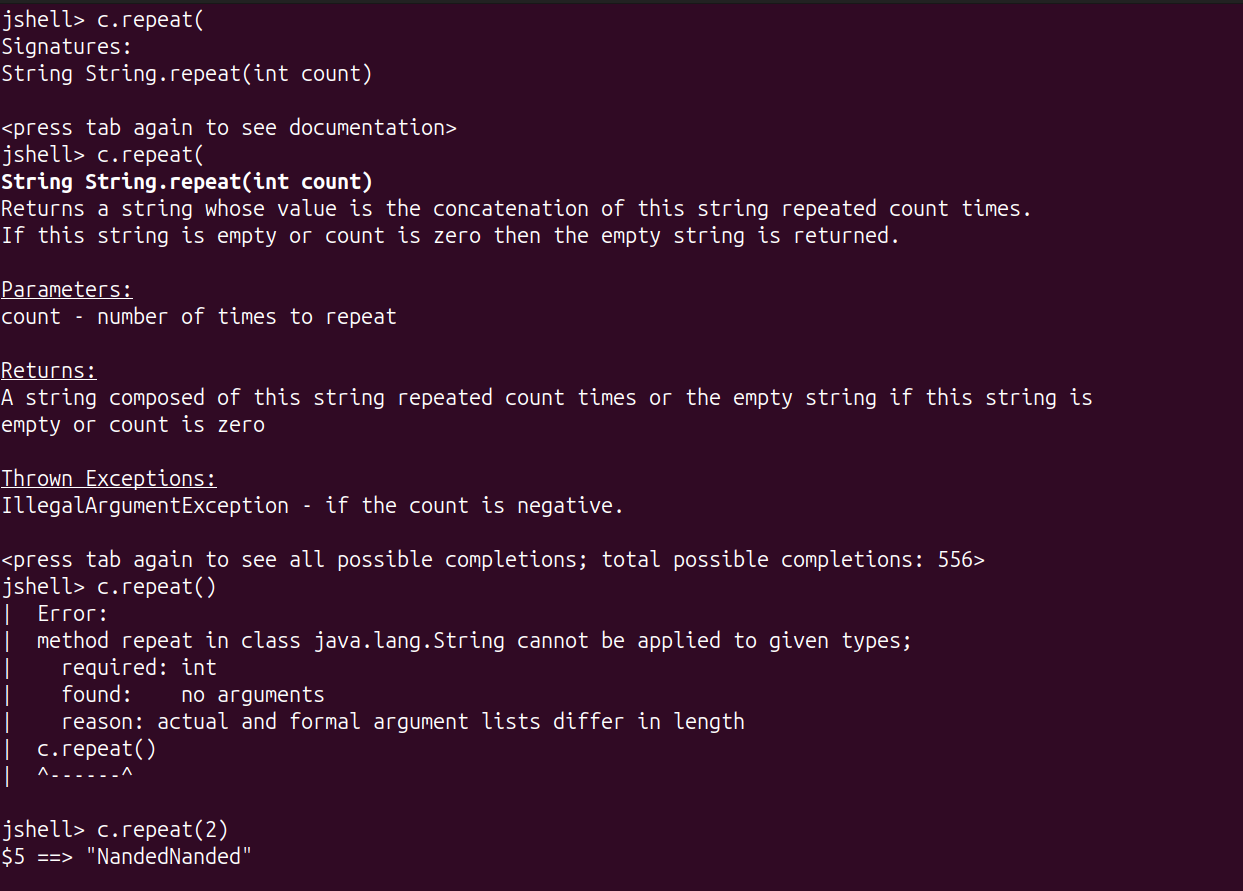 jshell> c.repeat(
Signatures:
String String.repeat(int count)
<press tab again to see documentation>
jshell> c.repeat(
String String.repeat(int count)
Returns a string whose value is the concatenation of this string repeated count times.
If this string is empty or count is zero then the empty string is returned.
Parameters:
count - number of times to repeat
Returns:
A string composed of this string repeated count times or the empty string if this string is
empty or count is zero
Thrown Exceptions:
IllegalArgumentException - if the count is negative.
<press tab again to see all possible completions; total possible completions: 556>
jshell> c.repeat()
|  Error:
|  method repeat in class java.lang.String cannot be applied to given types;
|    required: int
|    found:    no arguments
|    reason: actual and formal argument lists differ in length
|  c.repeat()
|  ^------^
jshell> c.repeat(2)
$5 ==> "NandedNanded"